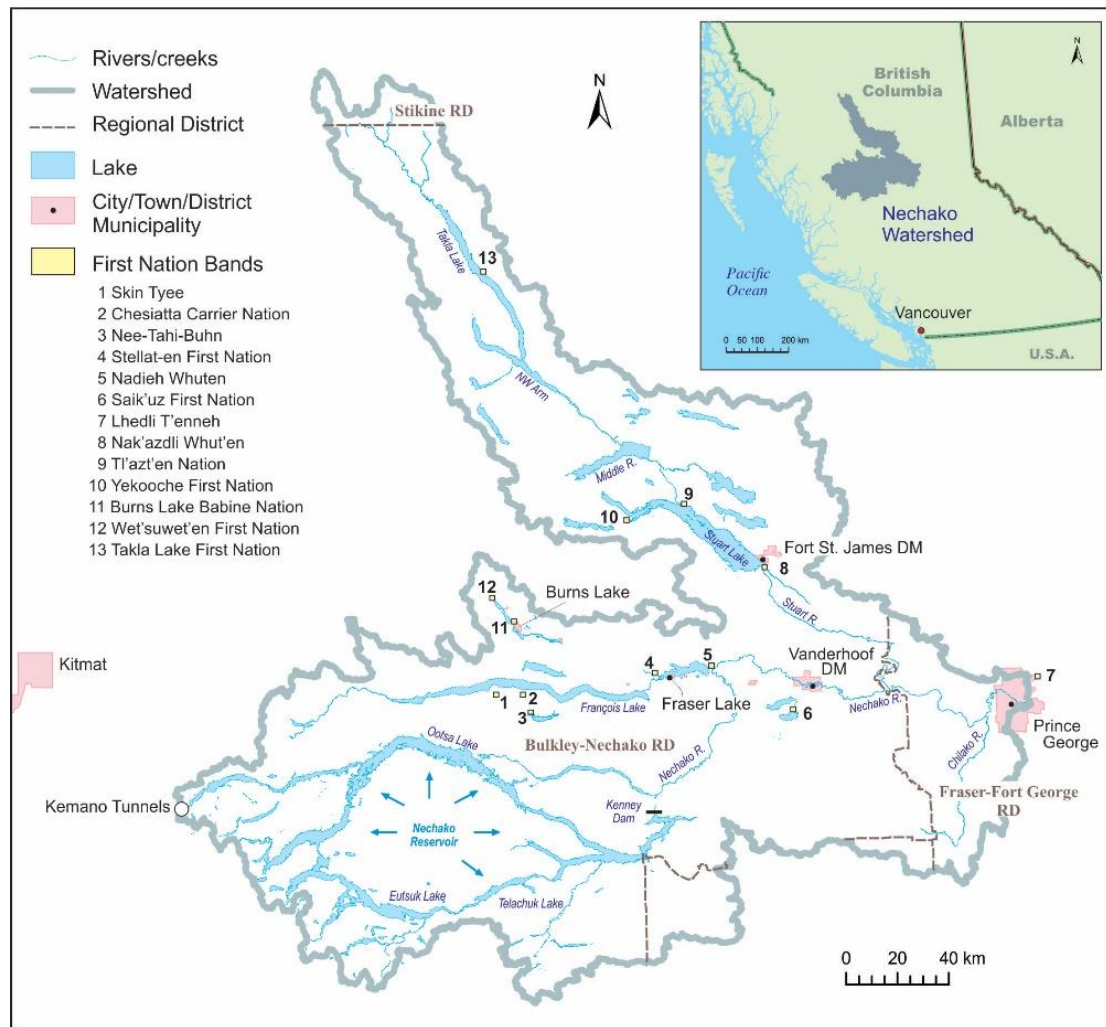 Rivers/creeks
Watershed
Regional District
Lake
City/Town/District
Municipality
First Nation Bands
1 Skin Tyee
2 Chesiatta Carrier Nation
3 Nee-Tahi-Buhn
4 Stellat-en First Nation
5 Nadieh Whuten
6 Saik'uz First Nation
7 Lhedli T'enneh
8 Nak'azdli Whut'en
9 Tl'azt'en Nation
10 Yekooche First Nation
11 Burns Lake Babine Nation
12 Wet'suwet'en First Nation
13 Takla Lake First Nation
N
Stikine RD
Takla Lake
13
NW Arm
Middle R.
9
10
Stuart Lake
Fort St. James DM
8
Stuart R.
12
Burns Lake
11
Kitmat
4
5
Vanderhoof
DM
7
1
2
3
François Lake
Fraser Lake
6
Nechako R.
Prince
George
Chilako R.
Ootsa Lake
Bulkley-Nechako RD
Nechako R.
Fraser-Fort George
RD
Kemano Tunnels
Kenney
Dam
Nechako
Reservoir
Eutsuk Lake
Telachuk Lake
0 20 40 km
N
British
Columbia
Alberta
Nechako
Watershed
Pacific
Ocean
Vancouver
0 50 100 200 km
U.S.A.